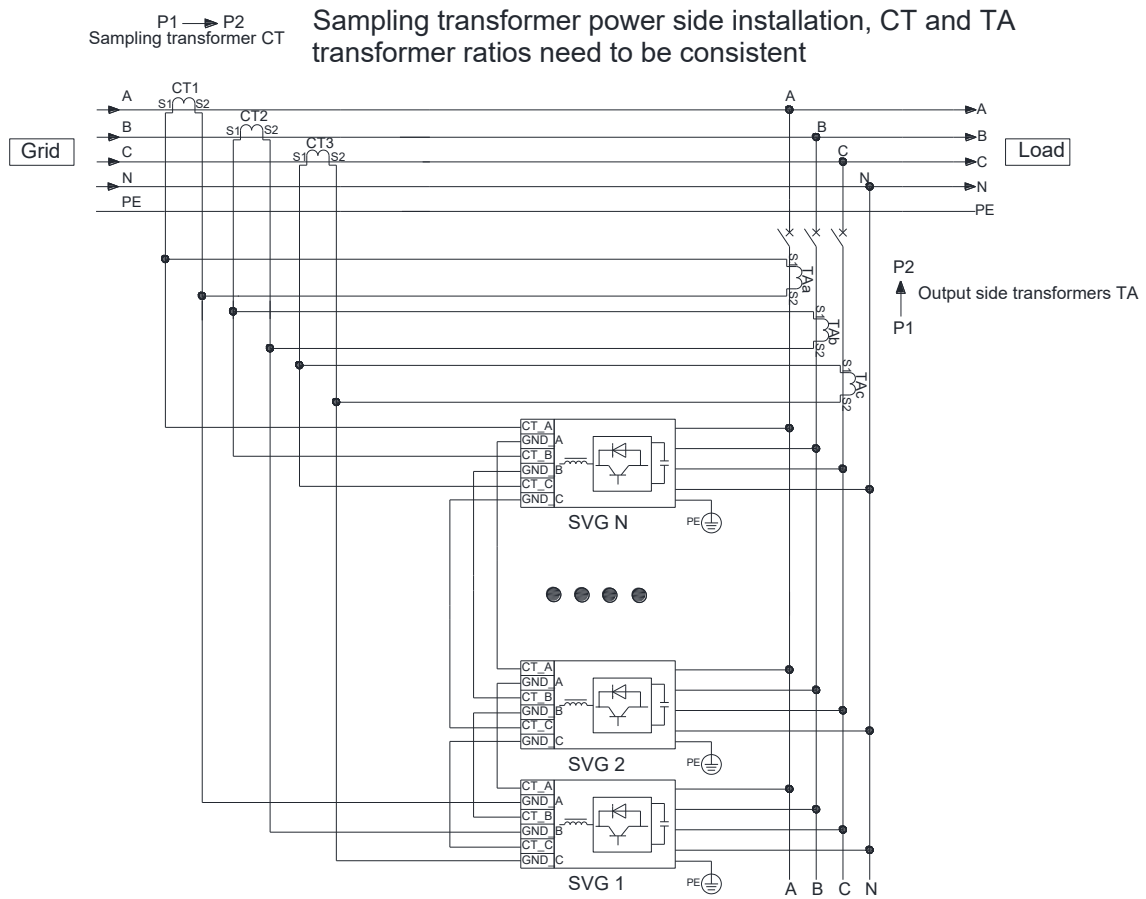 P1 P2
Sampling transformer CT
Sampling transformer power side installation, CT and TA
transformer ratios need to be consistent
CT1
A S1 S2 A A
CT2
B S1 S2 B B
CT3
C S1 S2 C C
Grid
Load
N N N
PE PE
S1
TAa
S2
P2
Output side transformers TA
P1
S1
TAb
S2
S1
TAc
S2
CT_A
GND_A
CT_B
GND_B
CT_C
GND_C
SVG N
PE
CT_A
GND_A
CT_B
GND_B
CT_C
GND_C
SVG 2
PE
CT_A
GND_A
CT_B
GND_B
CT_C
GND_C
SVG 1
PE
A B C N